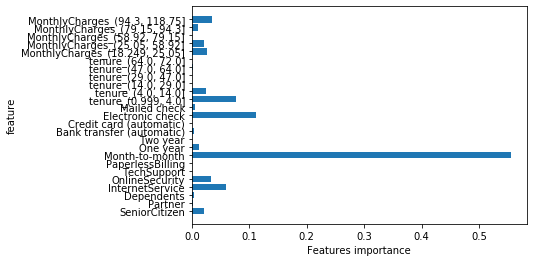 MonthlyCharges_(94.3, 118.75]
MonthlyCharges_(79.15, 94.3]
MonthlyCharges_(58.92, 79.15]
MonthlyCharges_(25.05, 58.92]
MonthlyCharges_(18.249, 25.05]
tenure_(64.0, 72.0]
tenure_(47.0, 64.0]
tenure_(29.0, 47.0]
tenure_(14.0, 29.0]
tenure_(4.0, 14.0]
tenure_(0.999, 4.0]
Mailed check
Electronic check
Credit card (automatic)
Bank transfer (automatic)
Two year
One year
Month-to-month
PaperlessBilling
TechSupport
OnlineSecurity
InternetService
Dependents
Partner
SeniorCitizen
feature
0.0 0.1 0.2 0.3 0.4 0.5
Features importance